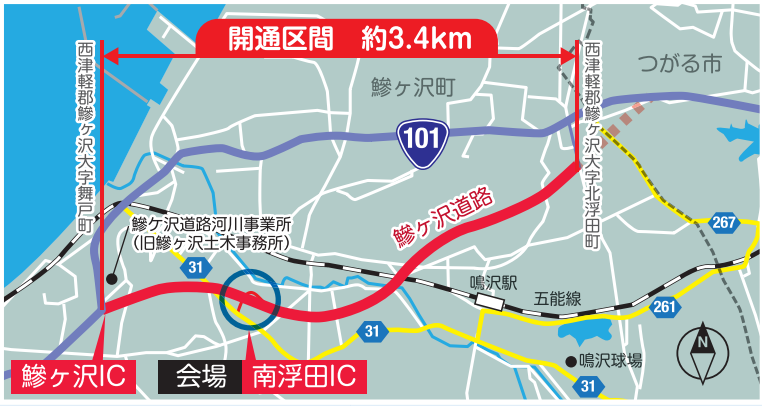 開通区間 約3.4km
西津軽郡鰺ヶ沢大字舞戸町
西津軽郡鰺ヶ沢大字北浮田町
つがる市
鰺ヶ沢町
101
鰺ヶ沢道路
鰺ヶ沢道路河川事業所
（旧鰺ヶ沢土木事務所）
267
31
鳴沢駅
五能線
261
31
鳴沢球場
31
N
鰺ヶ沢IC
会場 南浮田IC